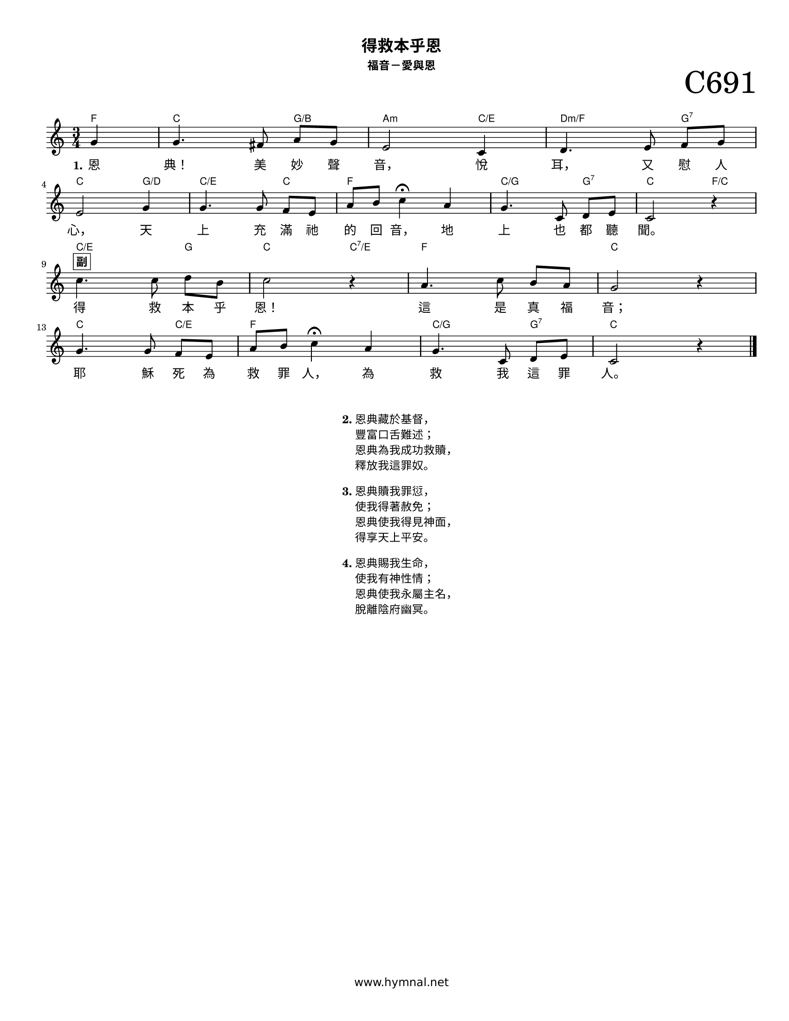 得救本乎恩
福音－愛與恩
C691
F C G/B Am C/E Dm/F G7
3 4
1. 恩 典！ 美 妙 聲 音， 悅 耳， 又 慰 人
4 C G/D C/E C F C/G G7 C F/C
心， 天 上 充 滿 祂 的 回 音， 地 上 也 都 聽 聞。
C/E G C C7/E F C
9 副
得 救 本 乎 恩！ 這 是 真 福 音；
13 C C/E F C/G G7 C
耶 穌 死 為 救 罪 人， 為 救 我 這 罪 人。
2. 恩典藏於基督，
豐富口舌難述；
恩典為我成功救贖，
釋放我這罪奴。
3. 恩典贖我罪愆，
使我得著赦免；
恩典使我得見神面，
得享天上平安。
4. 恩典賜我生命，
使我有神性情；
恩典使我永屬主名，
脫離陰府幽冥。
www.hymnal.net